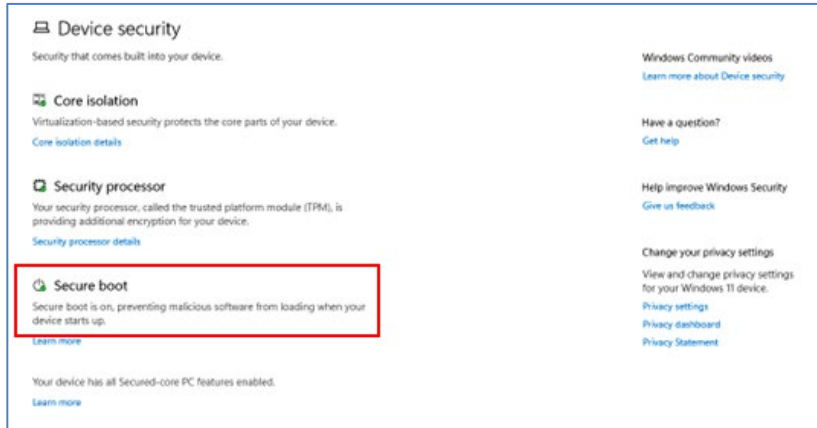 Device security
Security that comes built into your device.
Core isolation
Virtualization-based security protects the core parts of your device.
Core isolation details
Security processor
Your security processor, called the trusted platform module (TPM), is
providing additional encryption for your device.
Security processor details
Secure boot
Secure boot is on, preventing malicious software from loading when your
device starts up.
Learn more
Your device has all Secured-core PC features enabled.
Learn more
Windows Community videos
Learn more about Device security
Have a question?
Get help
Help improve Windows Security
Give us feedback
Change your privacy settings
View and change privacy settings
for your Windows 11 device.
Privacy settings
Privacy dashboard
Privacy Statement